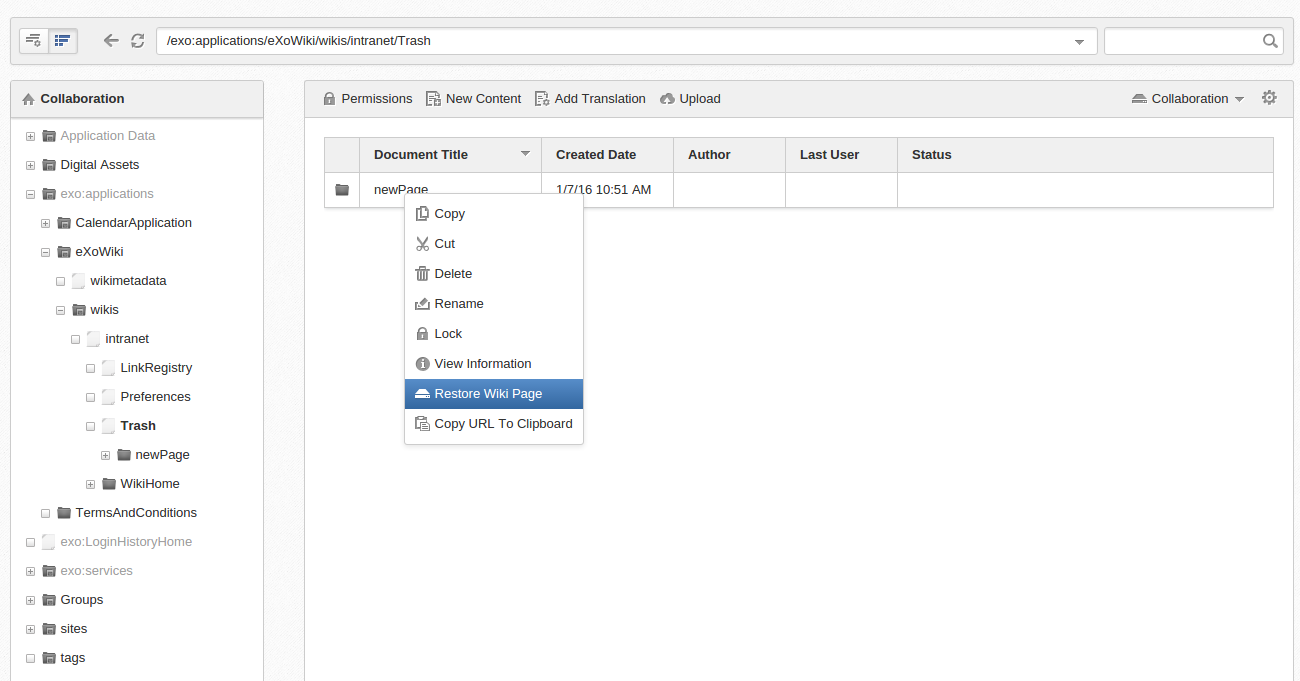 /exo:applications/eXoWiki/wikis/intranet/Trash
Collaboration
Application Data
Digital Assets
exo:applications
CalendarApplication
eXoWiki
wikimetadata
wikis
intranet
LinkRegistry
Preferences
Trash
newPage
WikiHome
TermsAndConditions
exo:LoginHistoryHome
exo:services
Groups
sites
tags
Permissions New Content Add Translation Upload Collaboration
Document Title Created Date Author Last User Status
newPage 1/7/16 10:51 AM
Copy
Cut
Delete
Rename
Lock
View Information
Restore Wiki Page
Copy URL To Clipboard